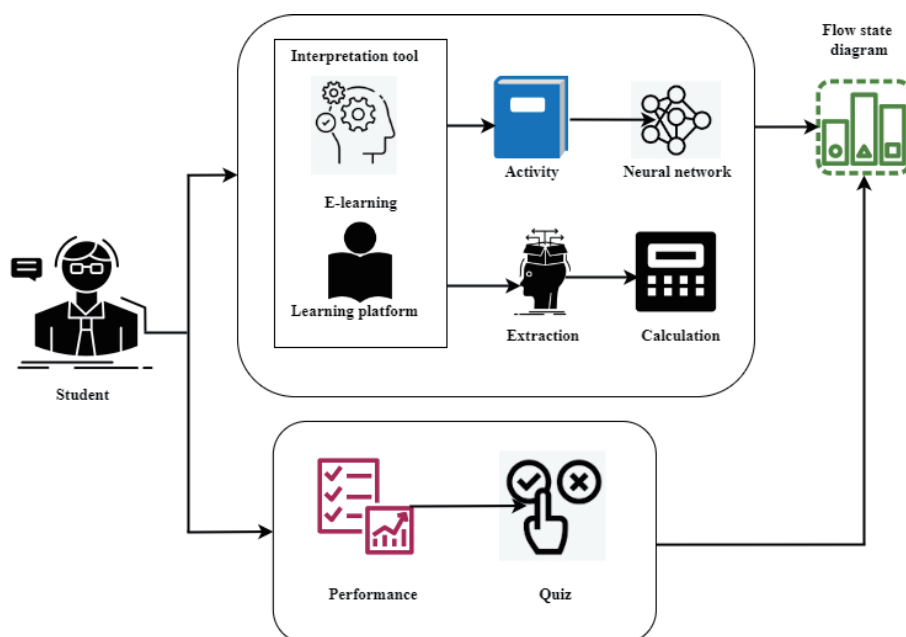 Flow state
diagram
Interpretation tool
Activity
Neural network
E-learning
Learning platform
Extraction
Calculation
Student
Performance
Quiz